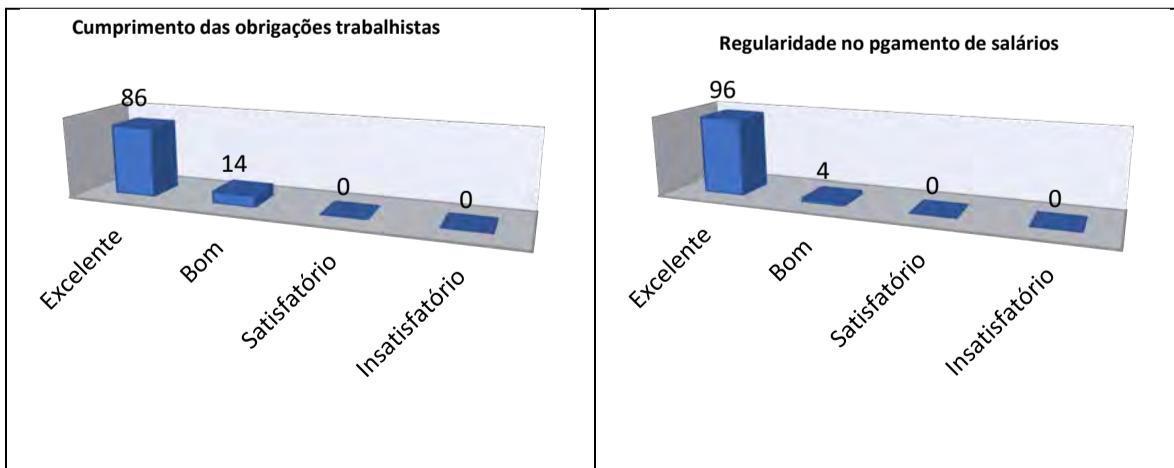 Cumprimento das obrigações trabalhistas
86
14
0
0
Excelente
Bom
Satisfatório
Insatisfatório
Regularidade no pgamento de salários
96
4
0
0
Excelente
Bom
Satisfatório
Insatisfatório